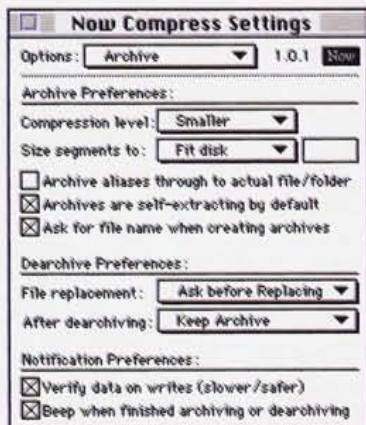 Now Compress Settings
Options: Archive 1.0.1 Now
Archive Preferences:
Compression level: Smaller
Size segments to: Fit disk
Archive aliases through to actual file/folder
Archives are self-extracting by default
Ask for file name when creating archives
Dearchive Preferences:
File replacement: Ask before Replacing
After dearchiving: Keep Archive
Notification Preferences:
Verify data on writes (slower/safer)
Beep when finished archiving or dearchiving